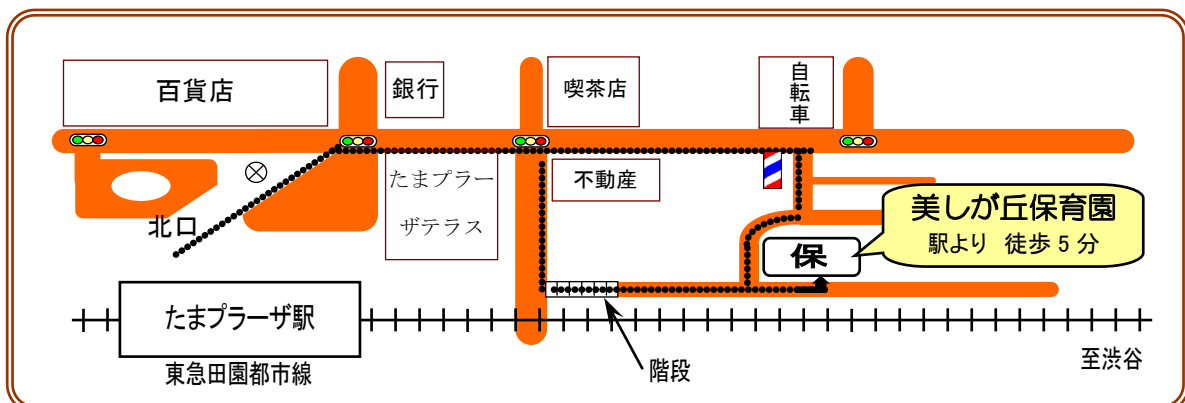 百貨店
銀行
喫茶店
自転車
たまプラー
ザテラス
不動産
北口
美しが丘保育園
駅より 徒歩5分
保
たまプラーザ駅
東急田園都市線
階段
至渋谷